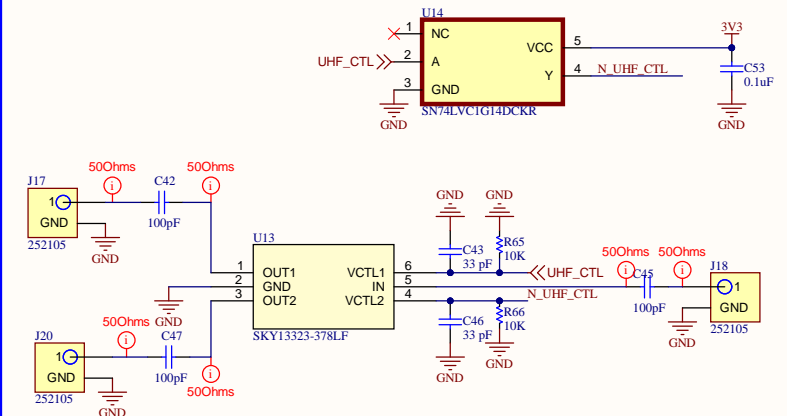 U14
1 NC
VCC 5
3V3
UHF_CTL 2 A
Y 4 N_UHF_CTL
C53
0.1uF
3 GND
GND
SN74LVC1G14DCKR
GND
50Ohms
50Ohms
J17
C42
1
GND
100pF
252105
GND
GND
GND
U13
C43
33 pF
R65
10K
50Ohms
50Ohms
J18
1 OUT1
VCTL1 6
UHF_CTL
C45
2 GND
IN 5
1
3 OUT2
VCTL2 4
N_UHF_CTL
100pF
GND
GND
C46
33 pF
R66
10K
252105
GND
SKY13323-378LF
GND
GND
50Ohms
J20
C47
1
GND
100pF
50Ohms
252105
GND